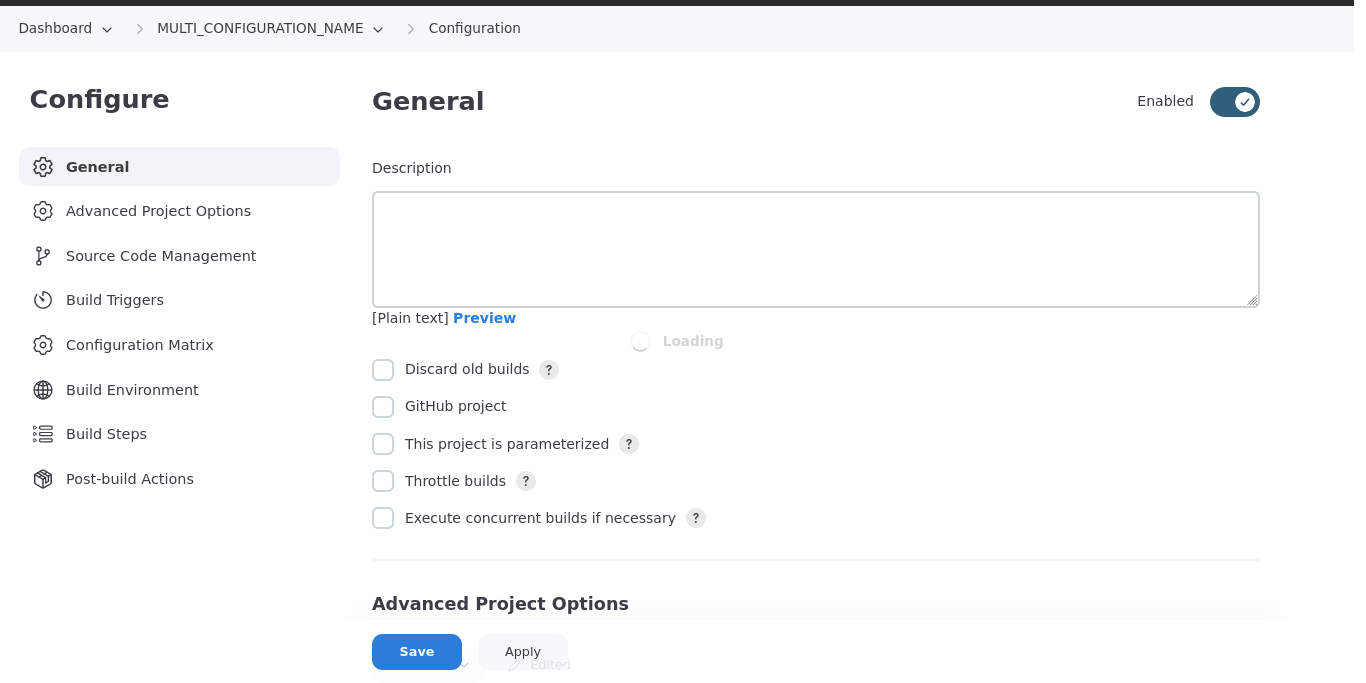 Dashboard MULTI_CONFIGURATION_NAME Configuration
Configure
General
Advanced Project Options
Source Code Management
Build Triggers
Configuration Matrix
Build Environment
Build Steps
Post-build Actions
General
Enabled
Description
[Plain text] Preview
Loading
Discard old builds ?
GitHub project
This project is parameterized ?
Throttle builds ?
Execute concurrent builds if necessary ?
Advanced Project Options
Save Apply
Edited